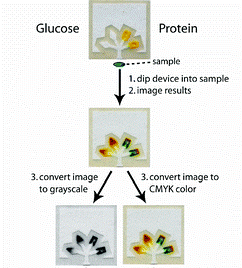 Glucose Protein
sample
1. dip device into sample
2. image results
3. convert image to grayscale
3. convert image to CMYK color